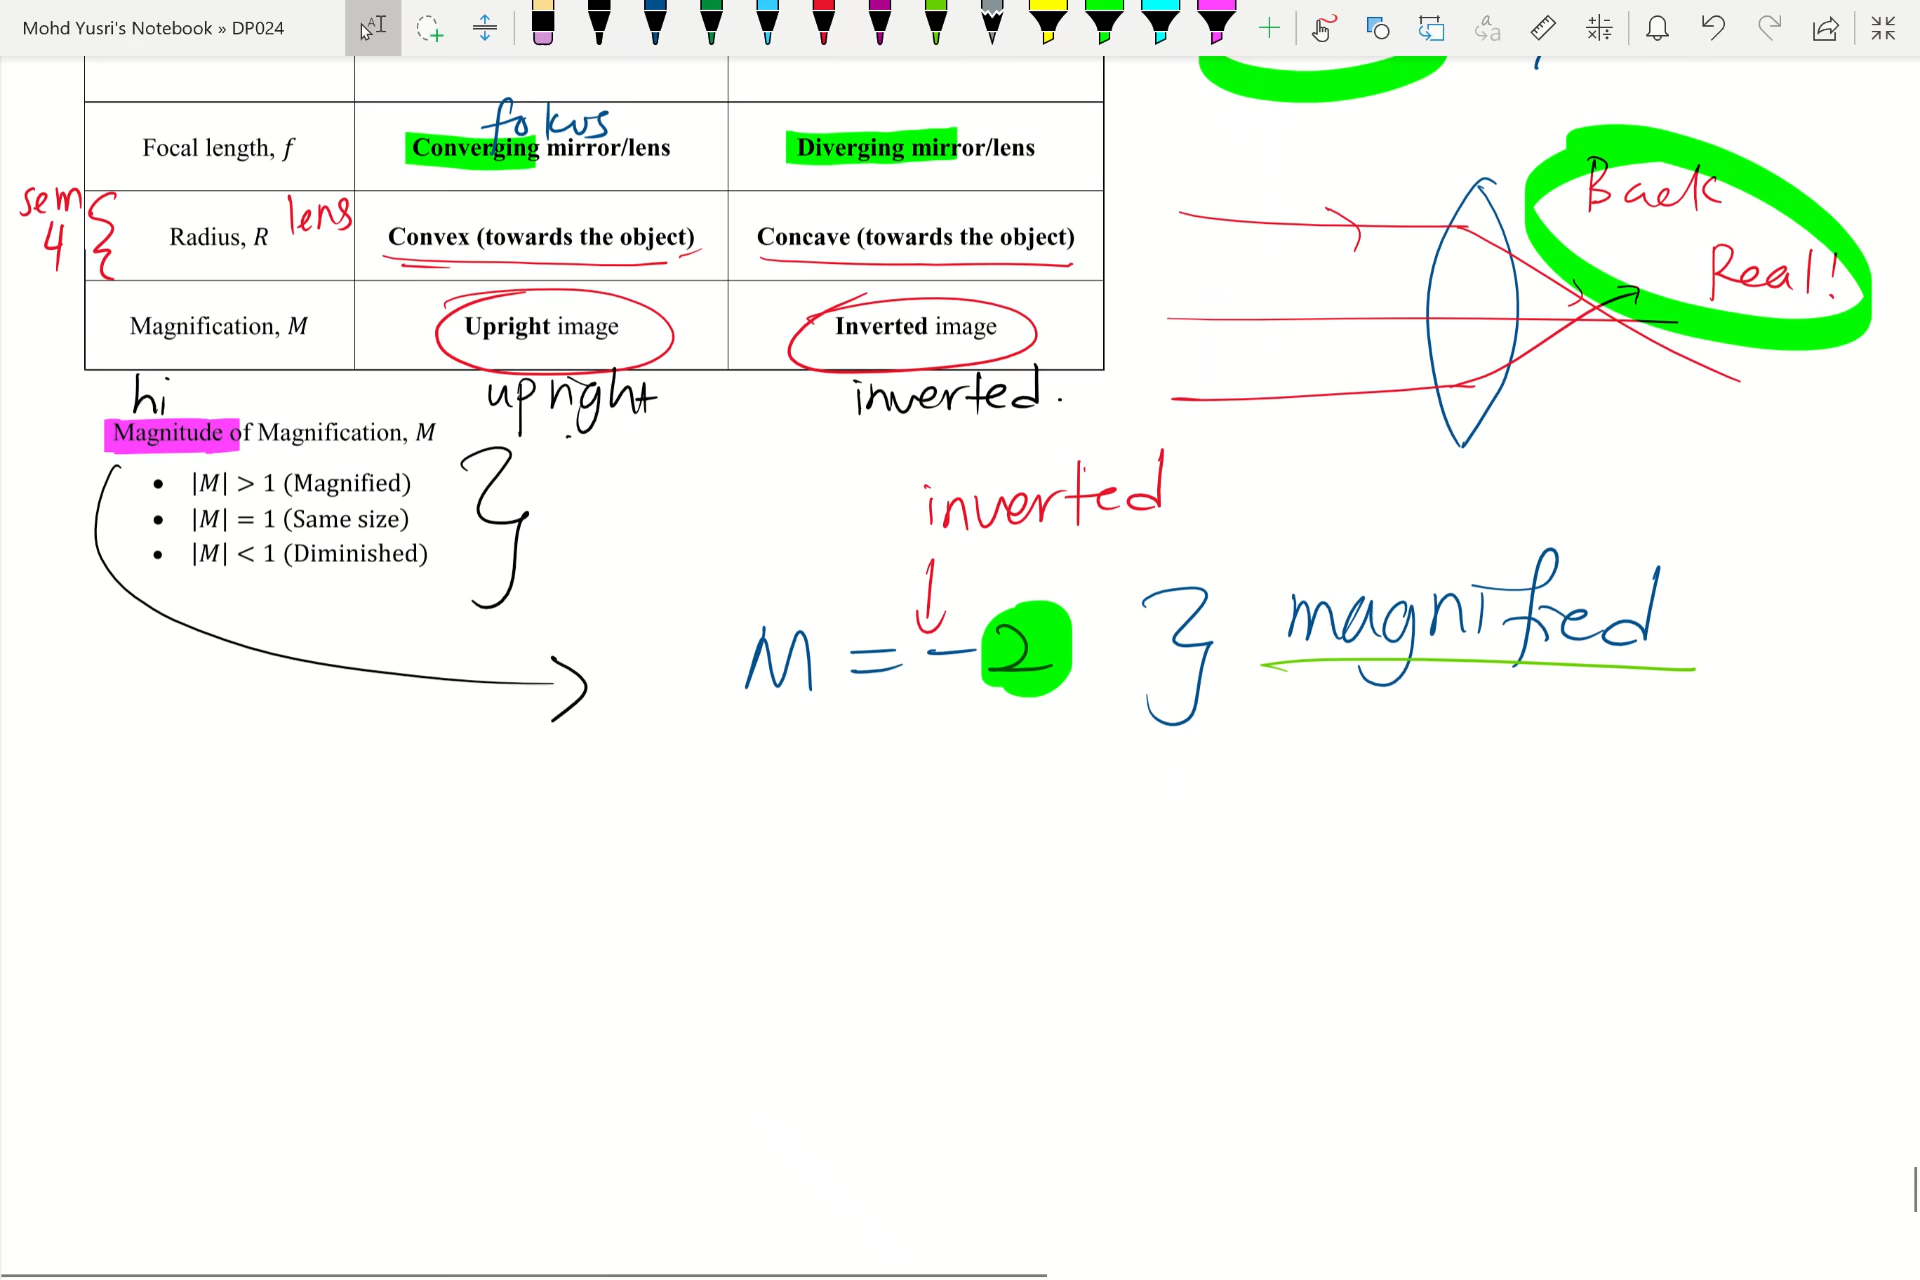 Mohd Yusri's Notebook » DP024
fokus
Focal length, f Converging mirror/lens Diverging mirror/lens
Back
Real!
sem
4
lens
Radius, R Convex (towards the object) Concave (towards the object)
Magnification, M Upright image Inverted image
hi upright inverted.
Magnitude of Magnification, M
• |M| > 1 (Magnified)
• |M| = 1 (Same size)
• |M| < 1 (Diminished)
inverted
M = -2 } magnified